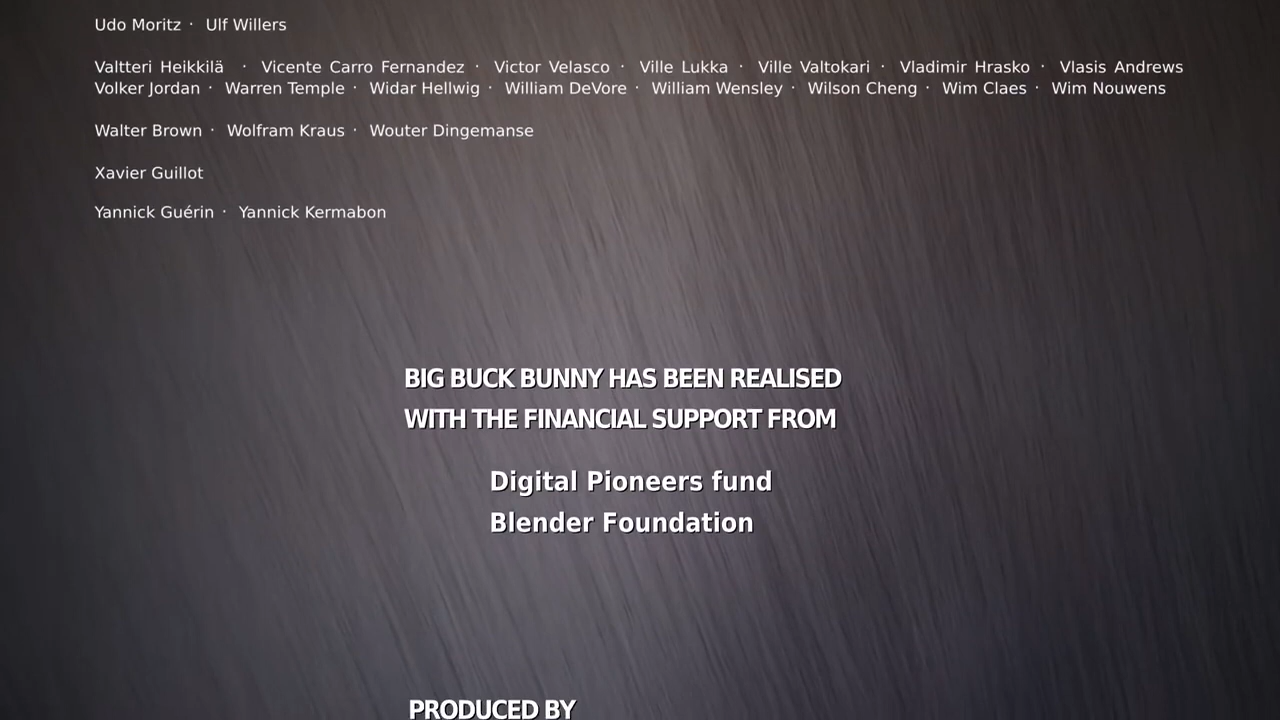 Udo Moritz · Ulf Willers
Valtteri Heikkilä · Vicente Carro Fernandez · Victor Velasco · Ville Lukka · Ville Valtokari · Vladimir Hrasko · Vlasis Andrews
Volker Jordan · Warren Temple · Widar Hellwig · William DeVore · William Wensley · Wilson Cheng · Wim Claes · Wim Nouwens
Walter Brown · Wolfram Kraus · Wouter Dingemanse
Xavier Guillot
Yannick Guérin · Yannick Kermabon
BIG BUCK BUNNY HAS BEEN REALISED
WITH THE FINANCIAL SUPPORT FROM
Digital Pioneers fund
Blender Foundation
PRODUCED BY